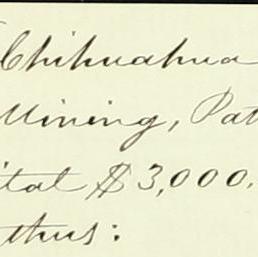 Chihuahua
Mining, Pat
ital $3,000.
thus: